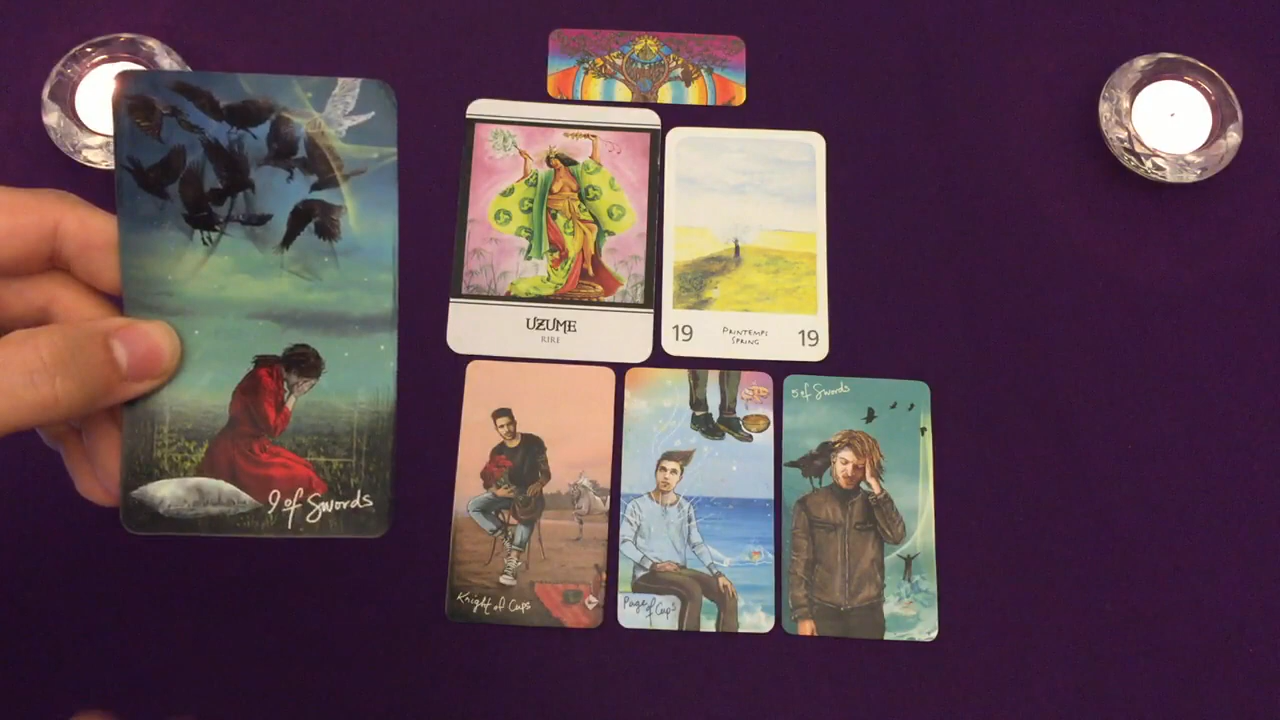 UZUME
RIRE
19
PRINTEMPS
SPRING
19
9 of Swords
Knight of Cups
Page of Cups
5 of Swords